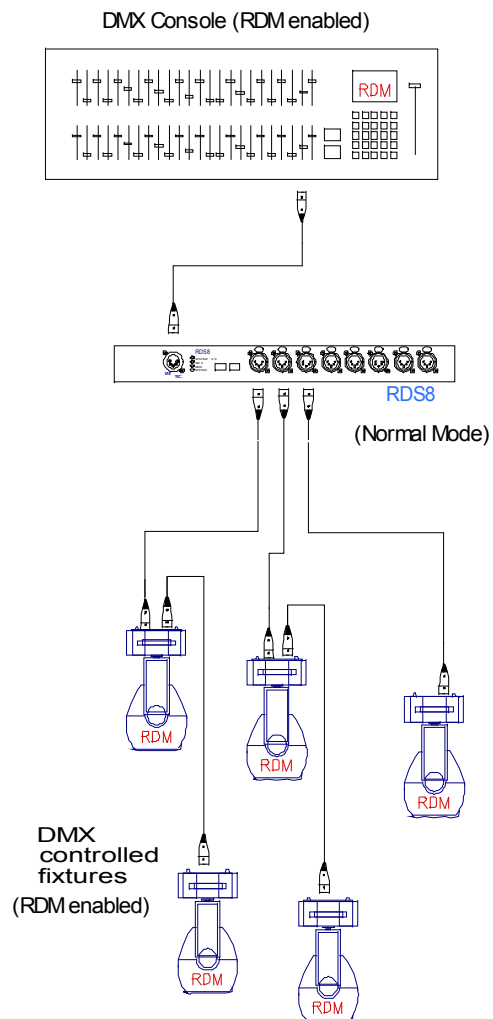 DMX Console (RDM enabled)
RDM
RDS8
RDS8
(Normal Mode)
RDM
RDM
RDM
DMX
controlled
fixtures
(RDM enabled)
RDM
RDM